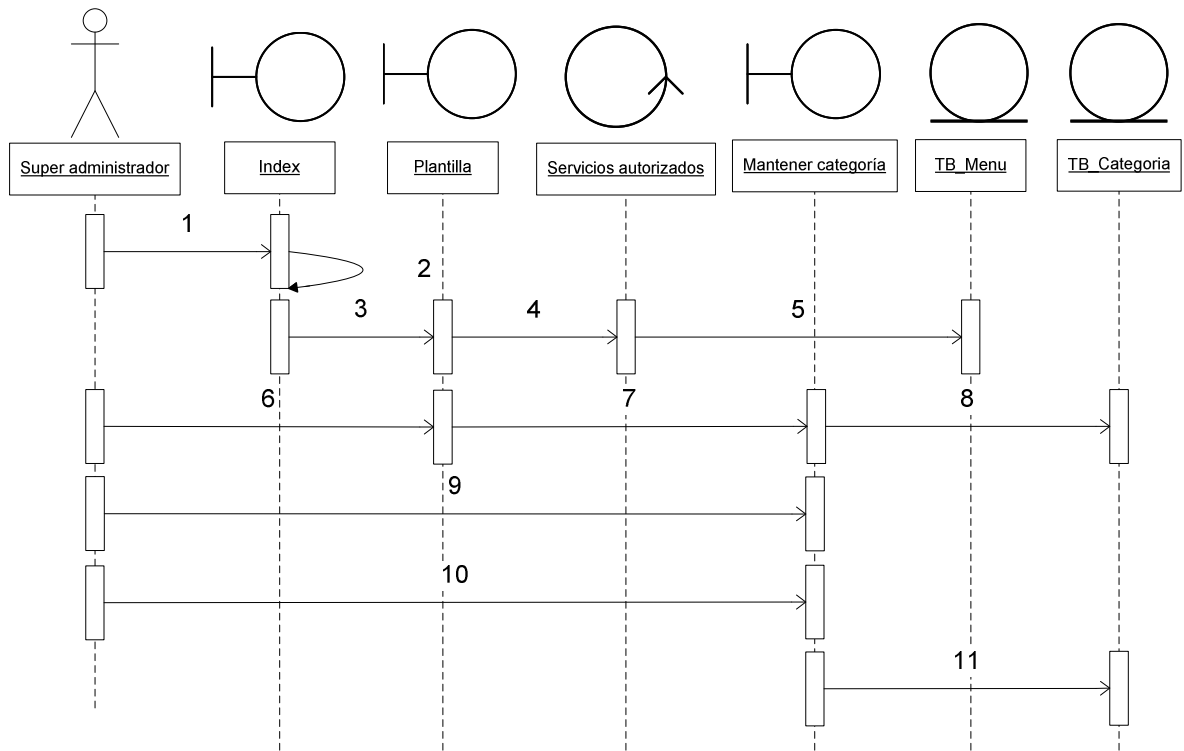 Super administrador
Index
Plantilla
Servicios autorizados
Mantener categoría
TB_Menu
TB_Categoria
1
2
3
4
5
6
7
8
9
10
11